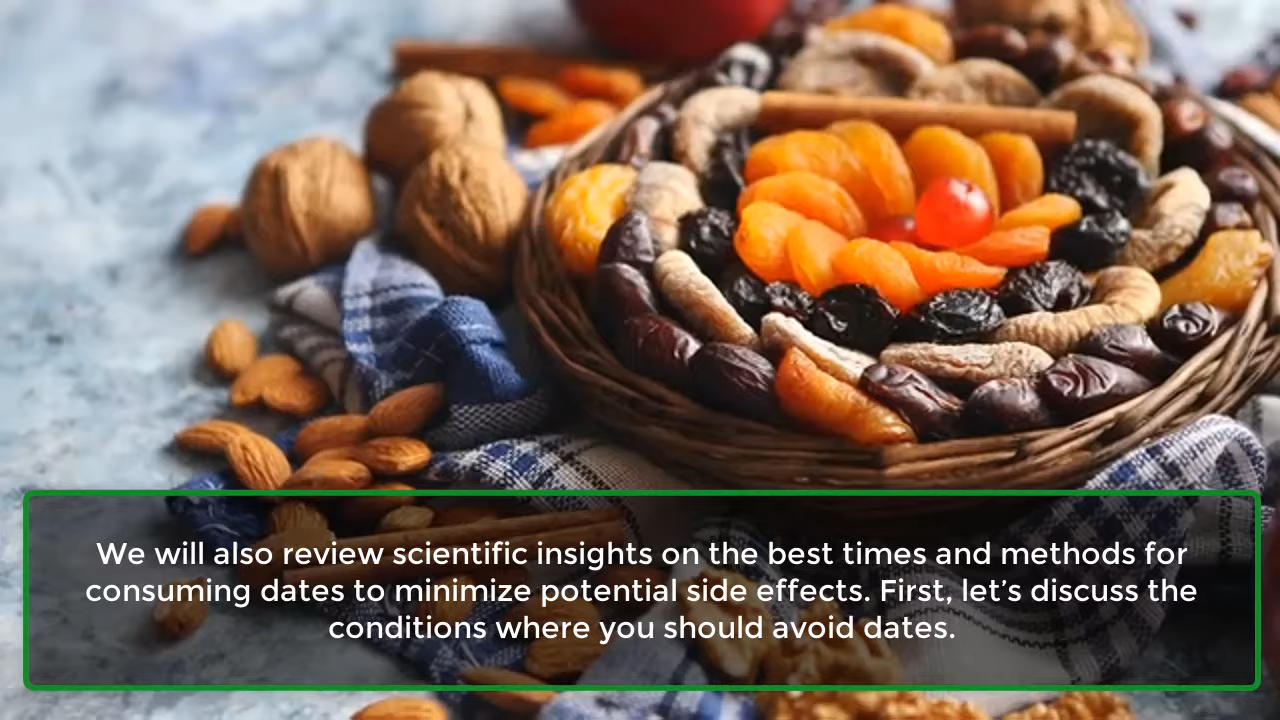 We will also review scientific insights on the best times and methods for
consuming dates to minimize potential side effects. First, let’s discuss the
conditions where you should avoid dates.